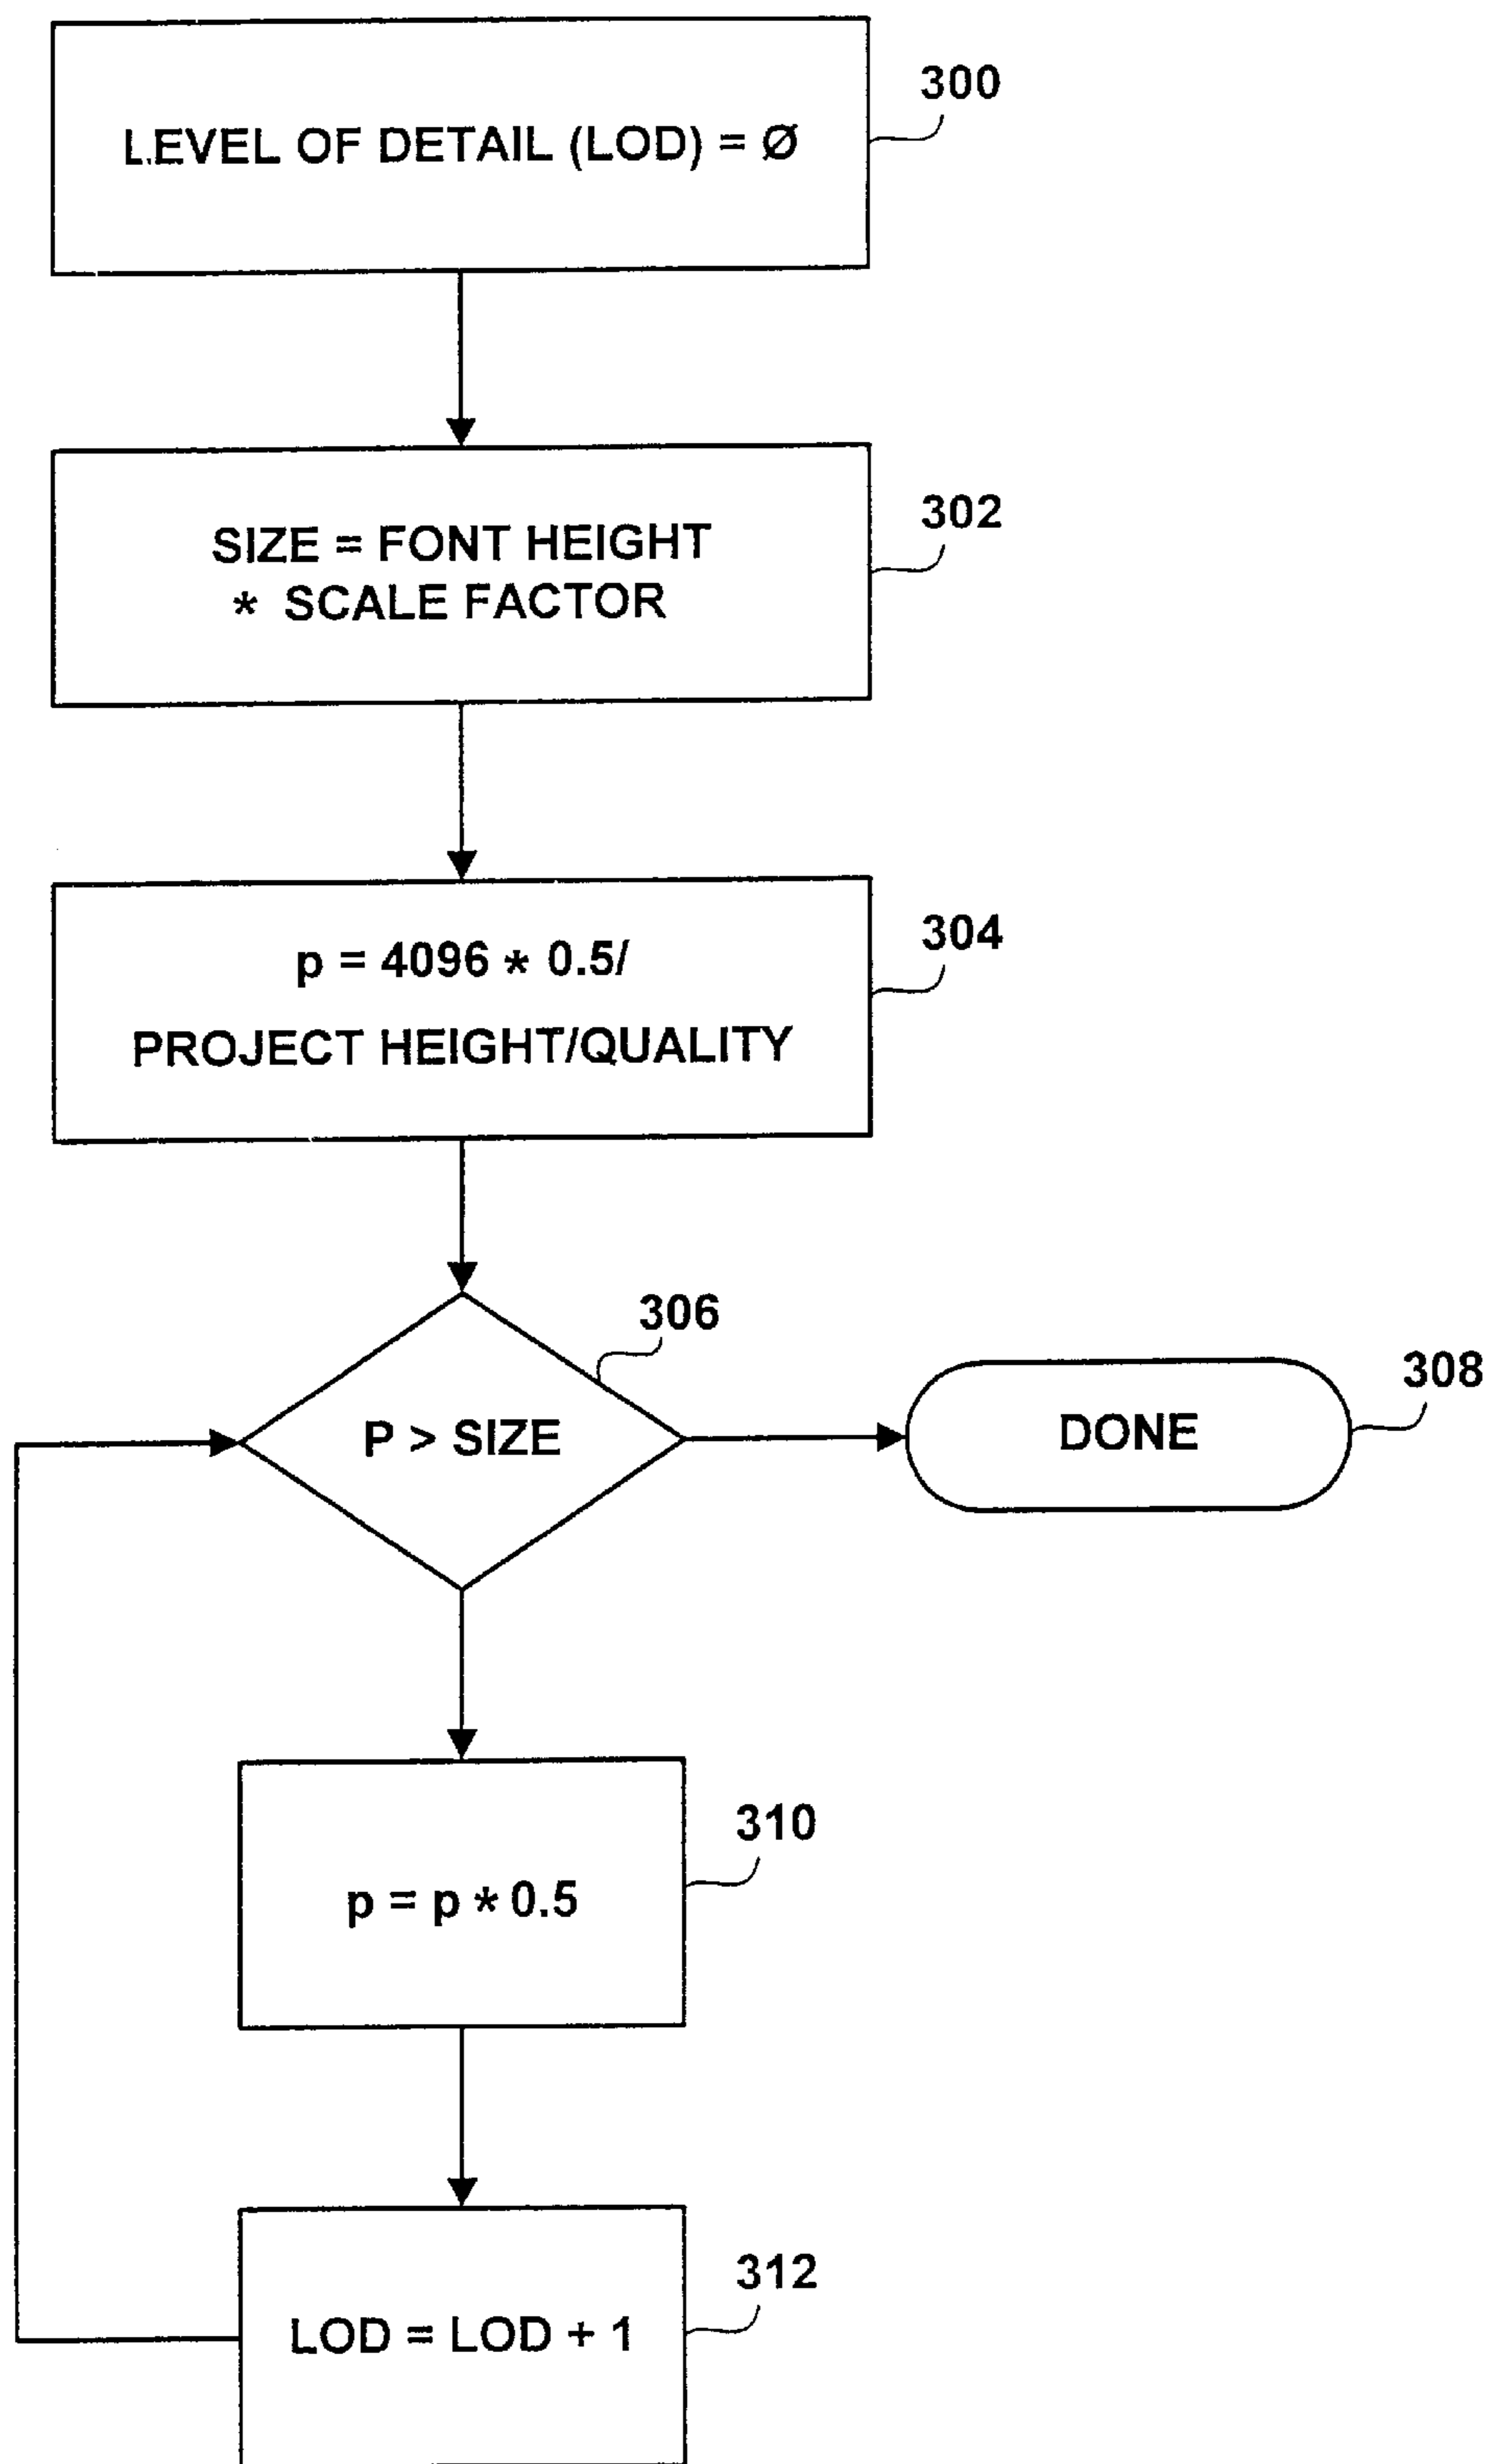 LEVEL OF DETAIL (LOD) = Ø
300
SIZE = FONT HEIGHT
* SCALE FACTOR
302
p = 4096 * 0.5/
PROJECT HEIGHT/QUALITY
304
306
P > SIZE
DONE
308
p = p * 0.5
310
LOD = LOD + 1
312